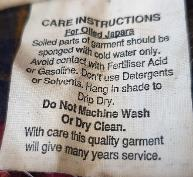 CARE INSTRUCTIONS
For Oiled Japara
Soiled parts of garment should be
sponged with cold water only.
Avoid contact with Fertiliser Acid
or Gasoline. Don't use Detergents
or Solvents. Hang in shade to
Drip Dry.
Do Not Machine Wash
Or Dry Clean.
With care this quality garment
will give many years service.